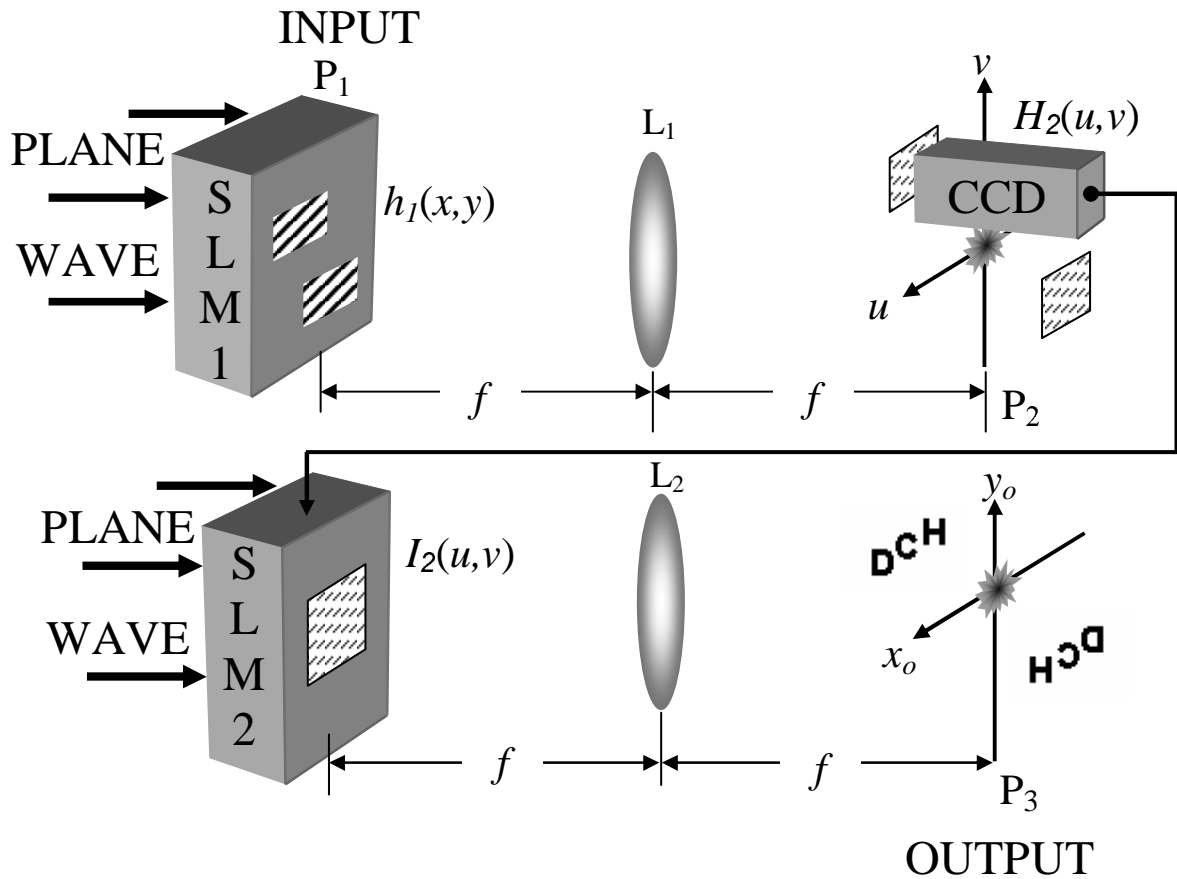 INPUT
P1
PLANE
WAVE
S
L
M
1
h1(x,y)
L1
v
H2(u,v)
CCD
u
f
f
P2
PLANE
WAVE
S
L
M
2
I2(u,v)
L2
yo
DCH
xo
DCH
f
f
P3
OUTPUT